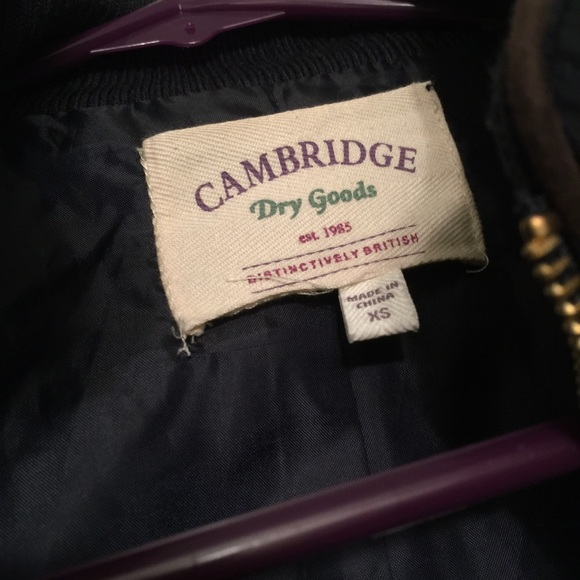 CAMBRIDGE
Dry Goods
est. 1985
DISTINCTIVELY BRITISH
MADE IN
CHINA
XS